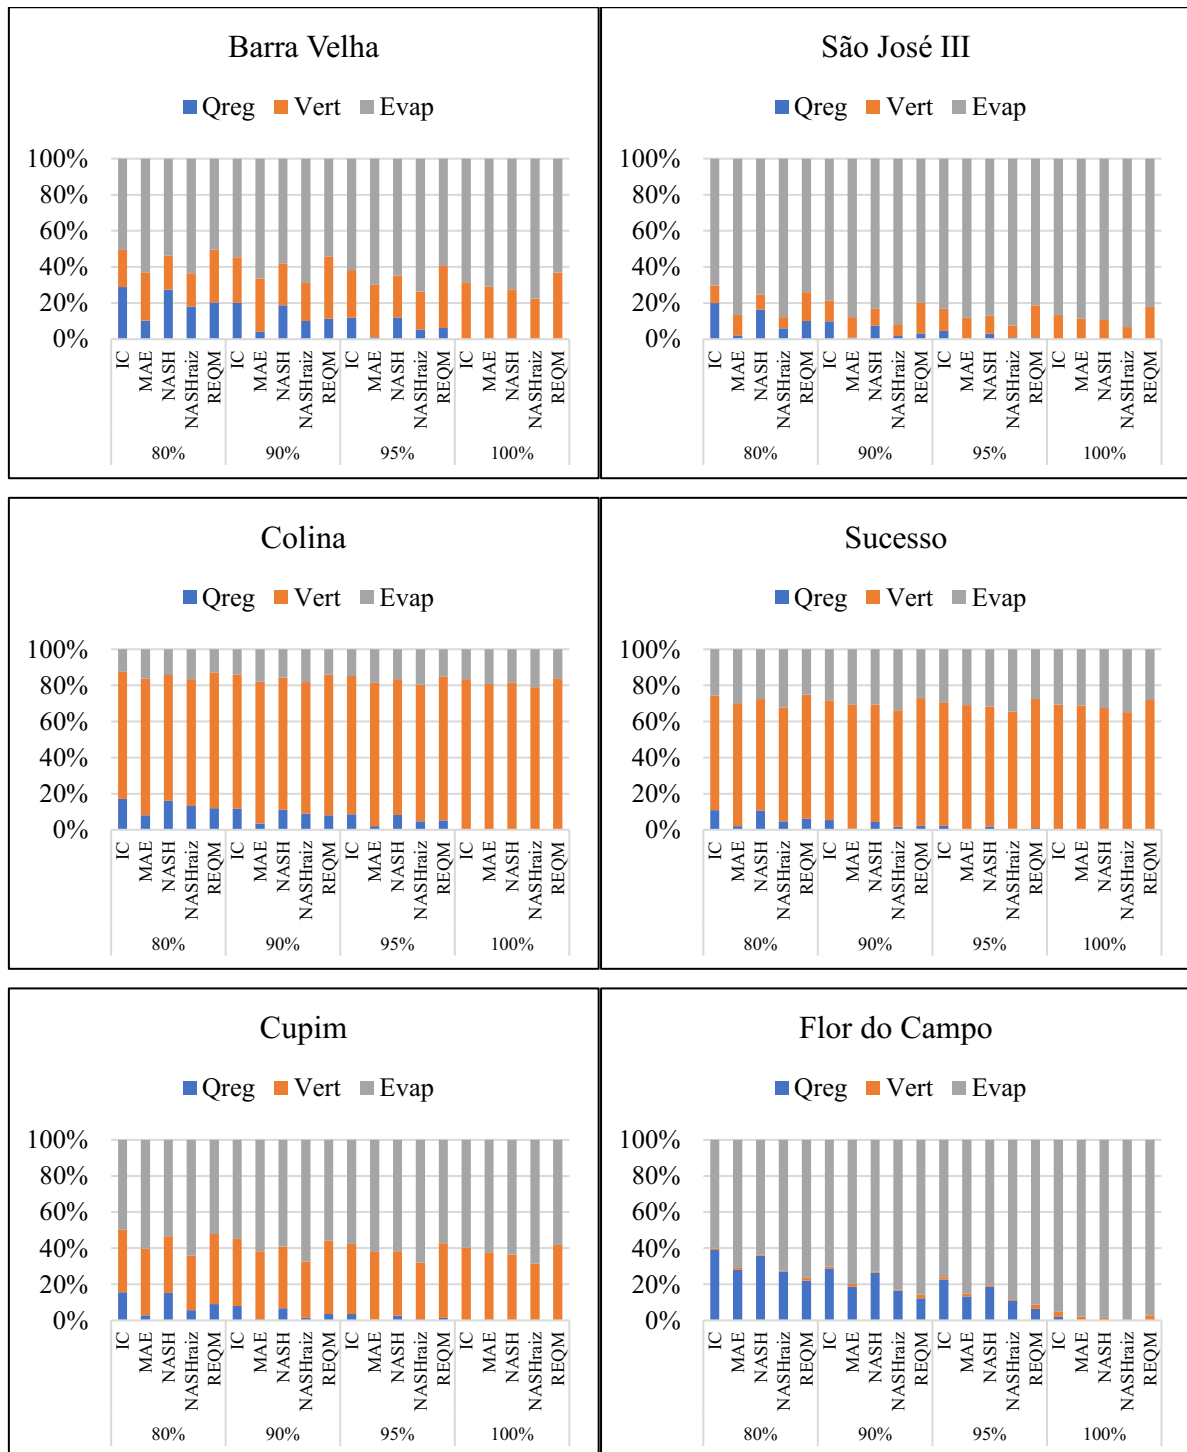 Barra Velha
Qreg Vert Evap
100%
80%
60%
40%
20%
0%
IC MAE NASH NASHraiz REQM IC MAE NASH NASHraiz REQM IC MAE NASH NASHraiz REQM IC MAE NASH NASHraiz REQM
80% 90% 95% 100%
São José III
Qreg Vert Evap
100%
80%
60%
40%
20%
0%
IC MAE NASH NASHraiz REQM IC MAE NASH NASHraiz REQM IC MAE NASH NASHraiz REQM IC MAE NASH NASHraiz REQM
80% 90% 95% 100%
Colina
Qreg Vert Evap
100%
80%
60%
40%
20%
0%
IC MAE NASH NASHraiz REQM IC MAE NASH NASHraiz REQM IC MAE NASH NASHraiz REQM IC MAE NASH NASHraiz REQM
80% 90% 95% 100%
Sucesso
Qreg Vert Evap
100%
80%
60%
40%
20%
0%
IC MAE NASH NASHraiz REQM IC MAE NASH NASHraiz REQM IC MAE NASH NASHraiz REQM IC MAE NASH NASHraiz REQM
80% 90% 95% 100%
Cupim
Qreg Vert Evap
100%
80%
60%
40%
20%
0%
IC MAE NASH NASHraiz REQM IC MAE NASH NASHraiz REQM IC MAE NASH NASHraiz REQM IC MAE NASH NASHraiz REQM
80% 90% 95% 100%
Flor do Campo
Qreg Vert Evap
100%
80%
60%
40%
20%
0%
IC MAE NASH NASHraiz REQM IC MAE NASH NASHraiz REQM IC MAE NASH NASHraiz REQM IC MAE NASH NASHraiz REQM
80% 90% 95% 100%